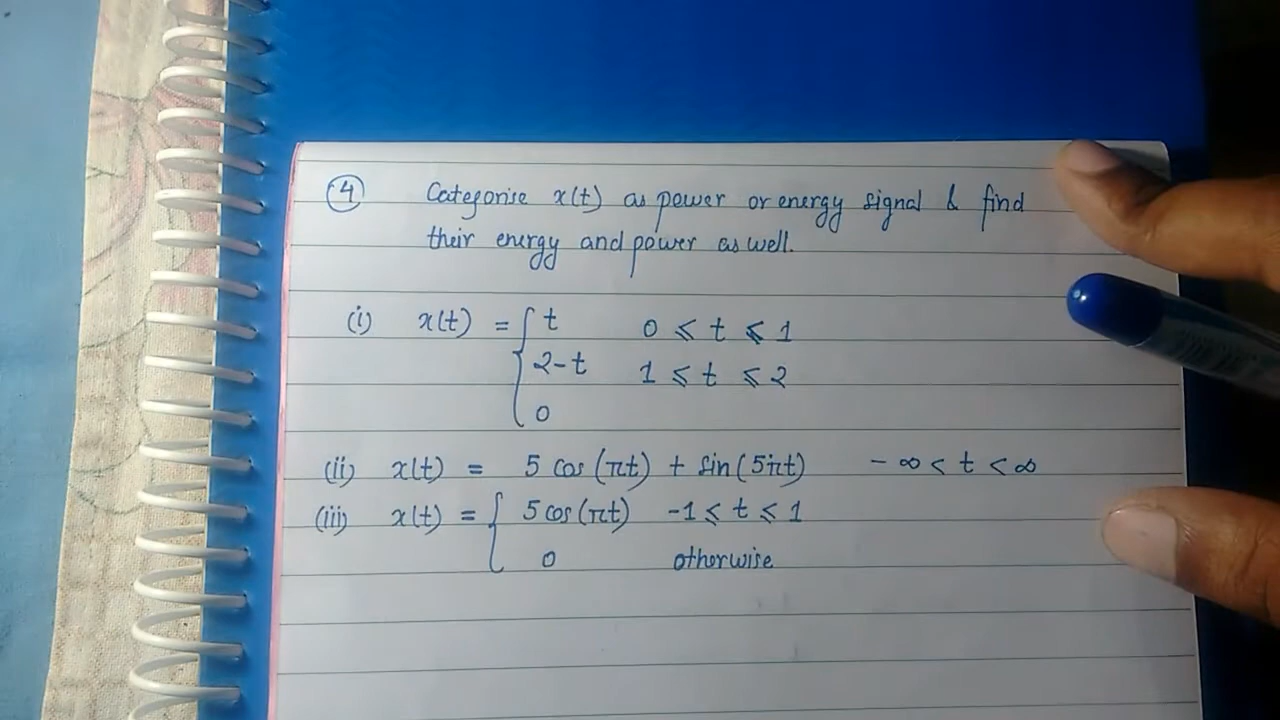 4 Categorise x(t) as power or energy signal & find
their energy and power as well.
(i) x(t) = { t 0 ⩽ t ⩽ 1
2-t 1 ⩽ t ⩽ 2
0
(ii) x(t) = 5 cos (πt) + sin (5πt) -∞ < t < ∞
(iii) x(t) = { 5 cos (πt) -1 ⩽ t ⩽ 1
0 otherwise